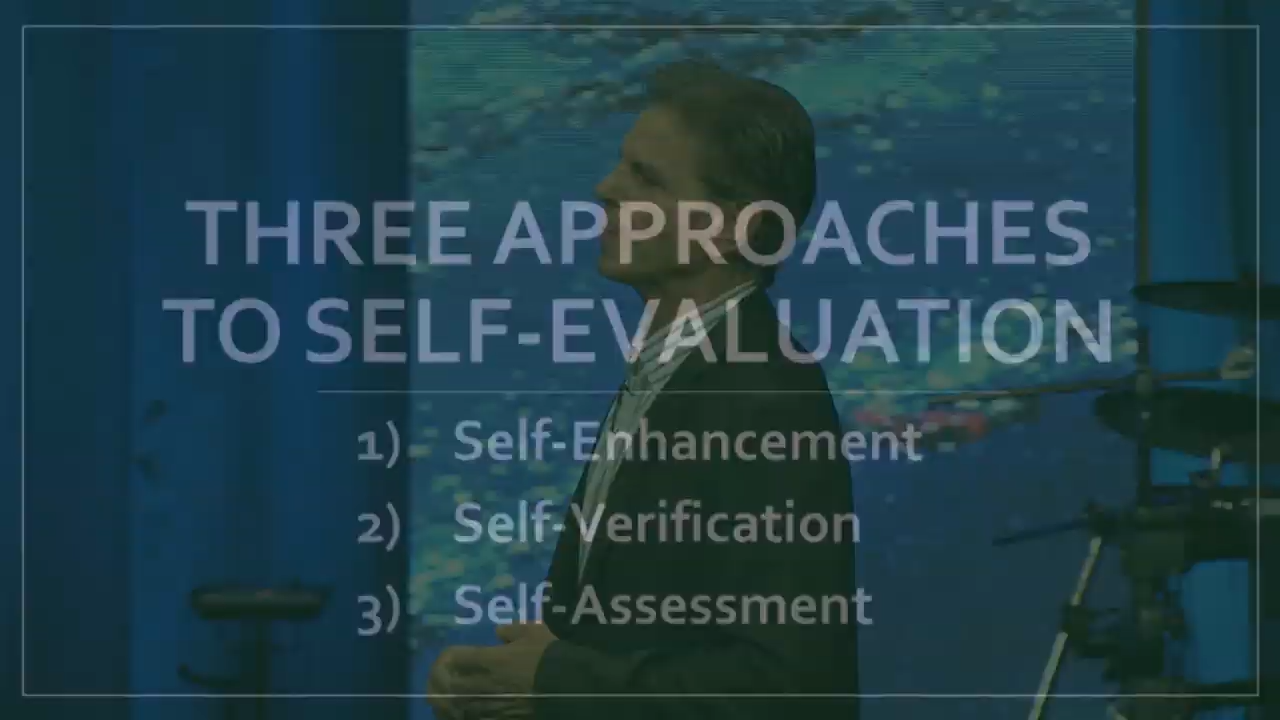 THREE APPROACHES
TO SELF-EVALUATION
1) Self-Enhancement
2) Self-Verification
3) Self-Assessment